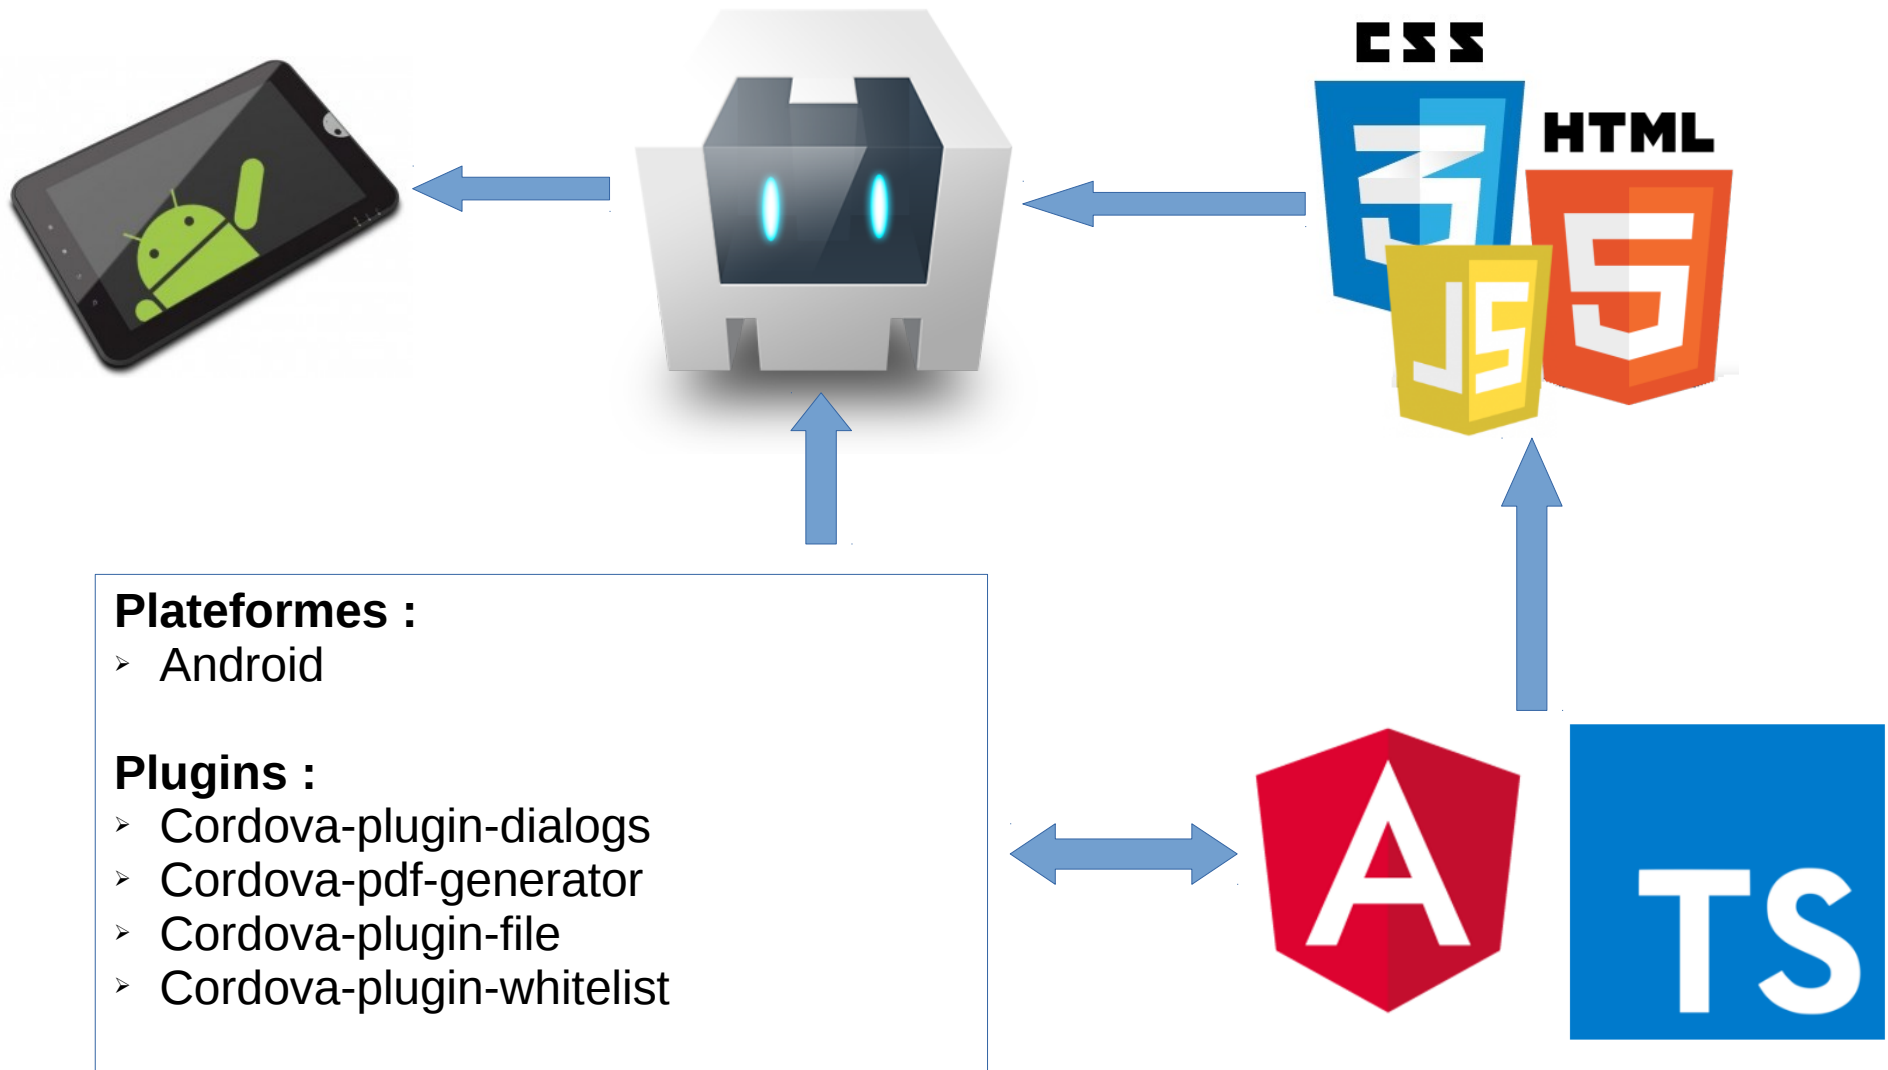 CSS
HTML
3
5
JS
Plateformes :
Android
Plugins :
Cordova-plugin-dialogs
Cordova-pdf-generator
Cordova-plugin-file
Cordova-plugin-whitelist
A
TS